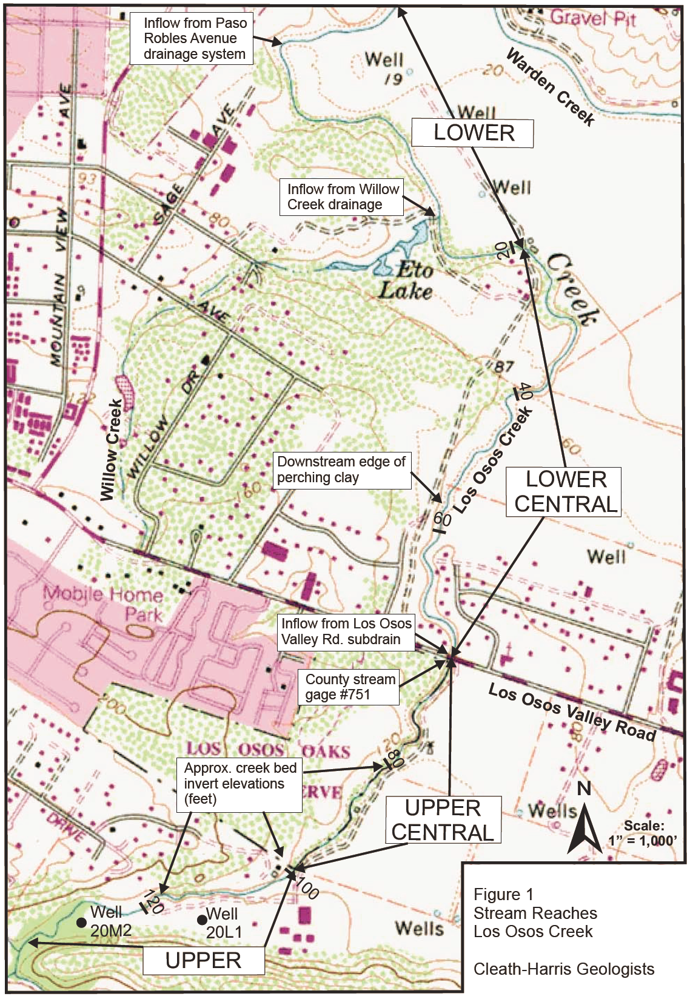 Inflow from Paso
Robles Avenue
drainage system
Gravel Pit
Warden Creek
Well
19
20
Well
LOWER
Well
AVE
SAGE
AVE
93
80
MOUNTAIN VIEW
Inflow from Willow
Creek drainage
20
Eto
Lake
Creek
9
AVE
87
40
DR
WILLOW
Willow Creek
60
Los Osos Creek
Downstream edge of
perching clay
60
LOWER
CENTRAL
160
Well
Mobile Home
Park
Inflow from Los Osos
Valley Rd. subdrain
County stream
gage #751
Los Osos Valley Road
80
200
LOS OSOS OAKS
ERVE
120
80
Approx. creek bed
invert elevations
(feet)
UPPER
CENTRAL
Wells
N
Scale:
1” = 1,000’
DRIVE
100
120
Well
20M2
Well
20L1
Wells
UPPER
Figure 1
Stream Reaches
Los Osos Creek
Cleath-Harris Geologists